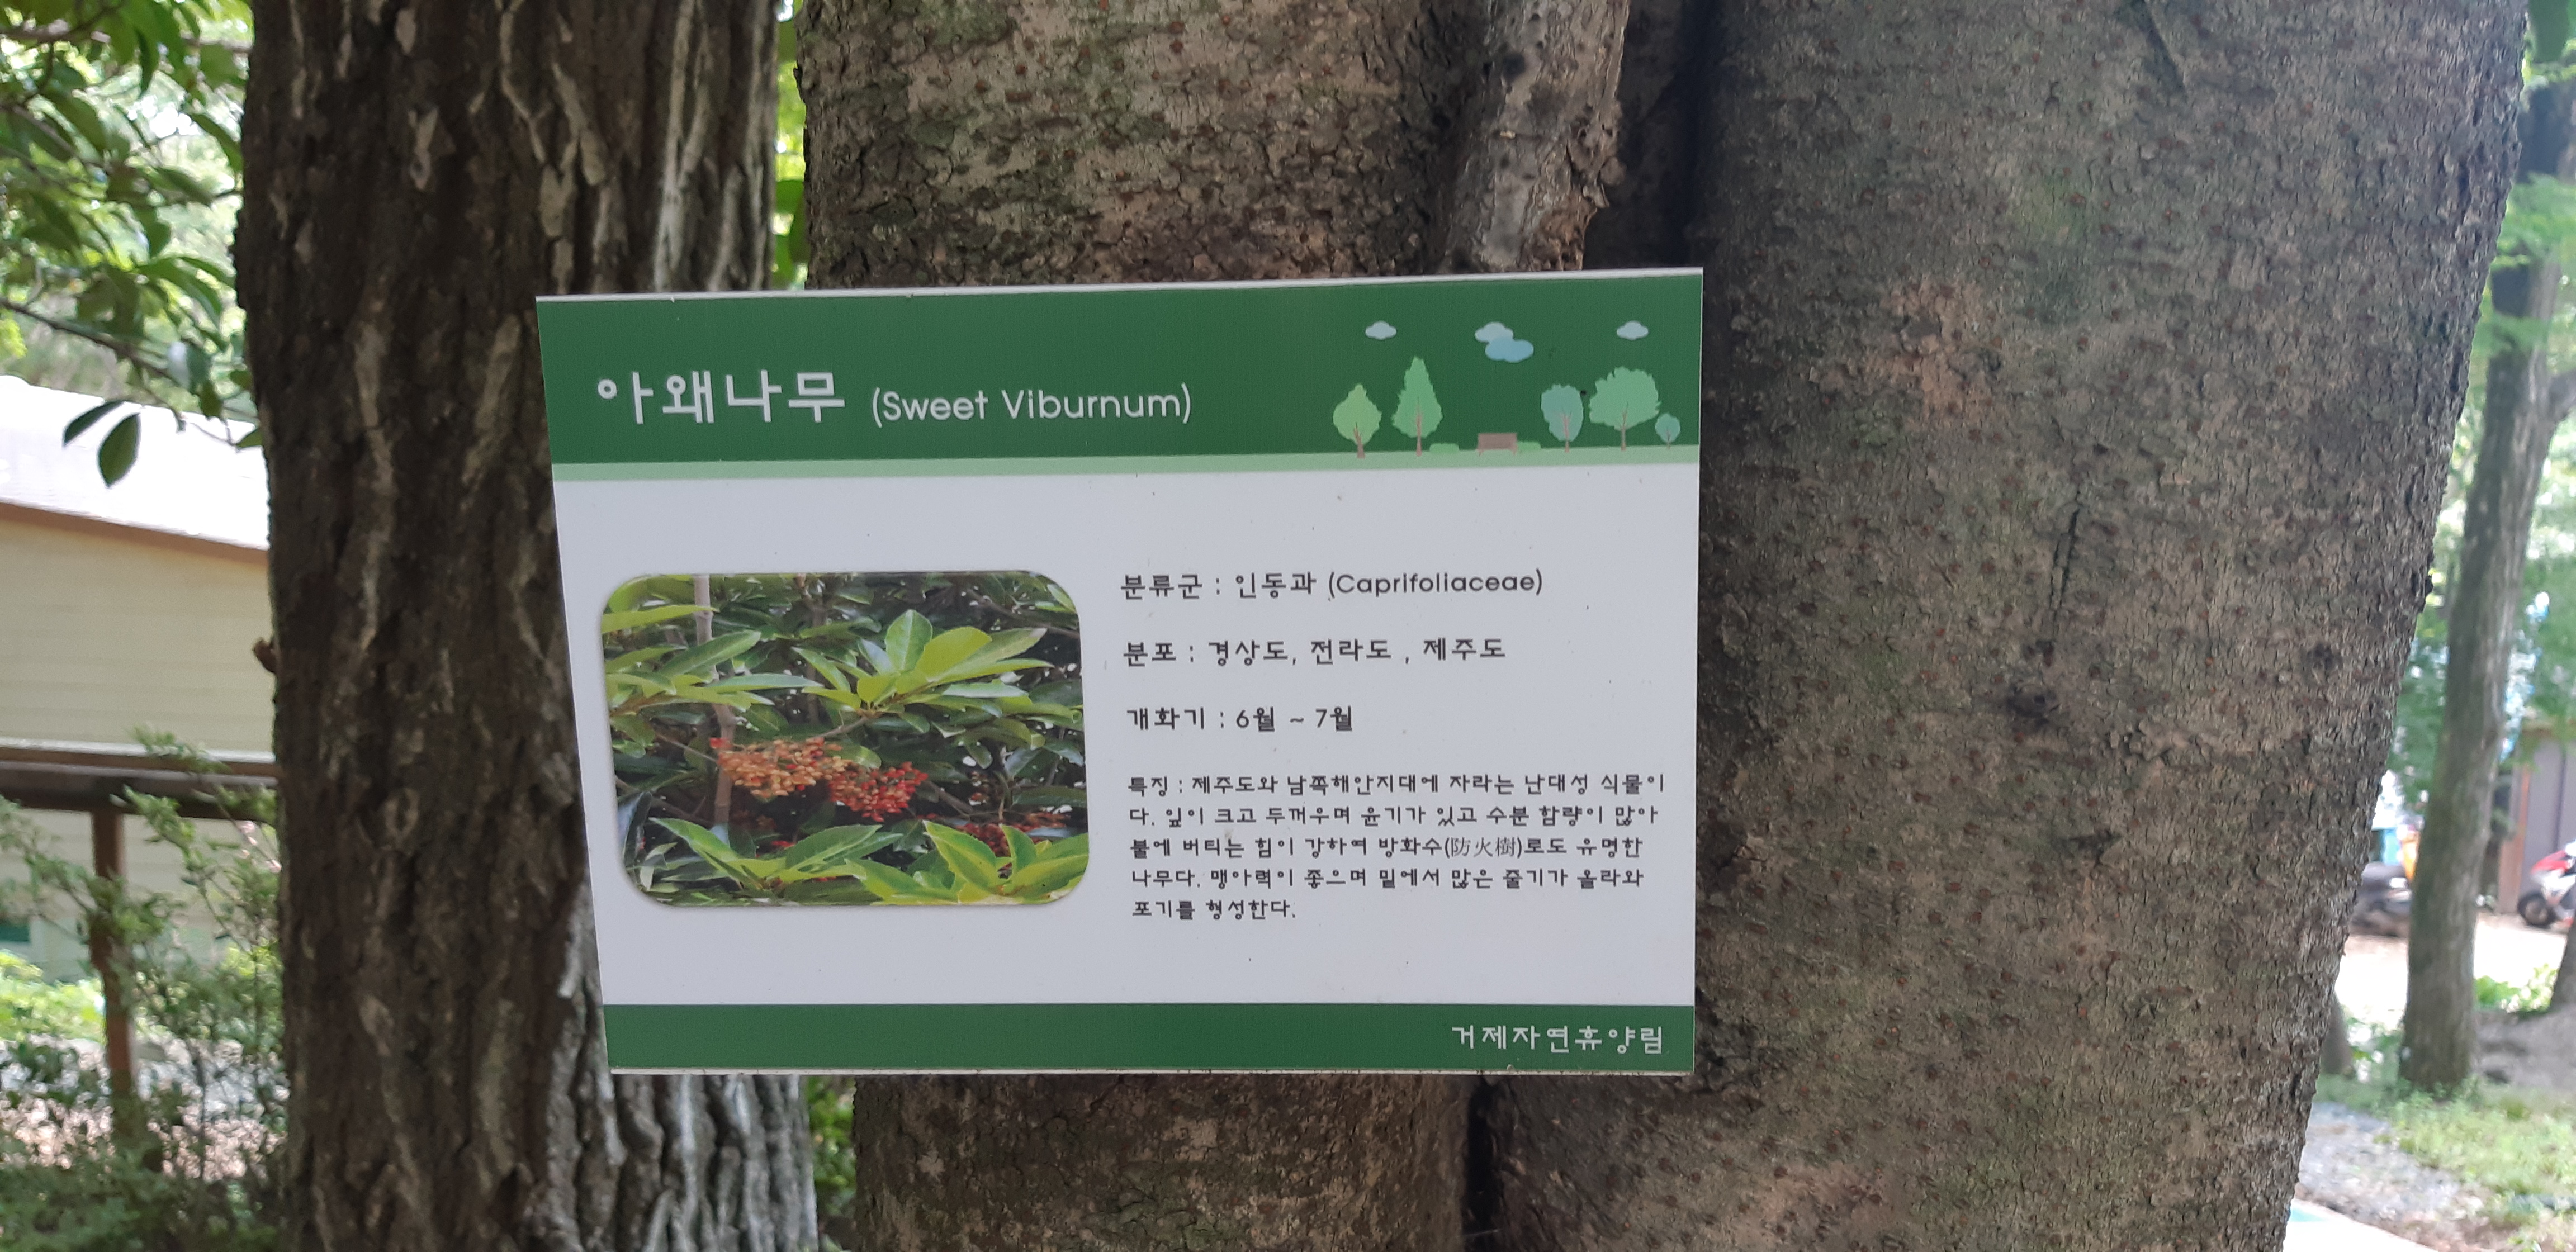 아왜나무 (Sweet Viburnum)
분류군 : 인동과 (Caprifoliaceae)
분포 : 경상도, 전라도 , 제주도
개화기 : 6월 ~ 7월
특징 : 제주도와 남쪽해안지대에 자라는 난대성 식물이
다. 잎이 크고 두꺼우며 윤기가 있고 수분 함량이 많아
불에 버티는 힘이 강하여 방화수(防火樹)로도 유명한
나무다. 맹아력이 좋으며 밑에서 많은 줄기가 올라와
포기를 형성한다.
거제자연휴양림